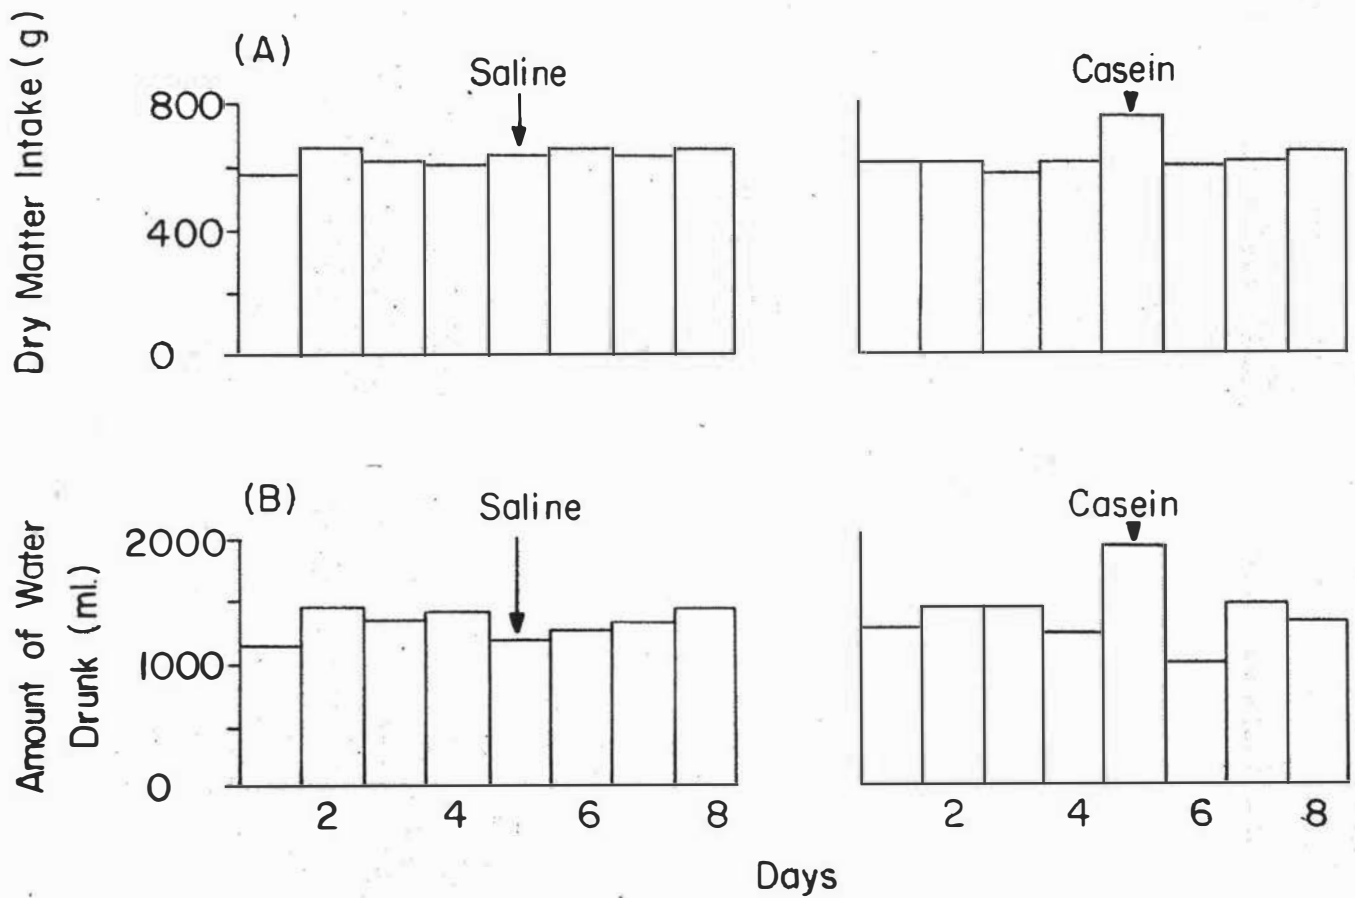 Dry Matter Intake (g)
(A)
Saline
Casein
800
400
0
Amount of Water
Drunk (ml.)
(B)
Saline
Casein
2000
1000
0
2 4 6 8 2 4 6 8
Days